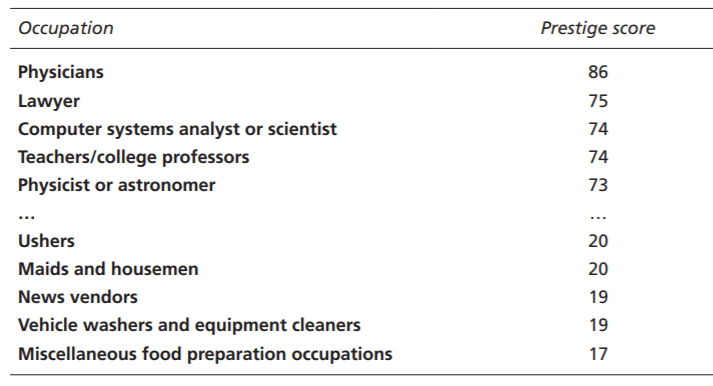 Occupation Prestige score
Physicians 86
Lawyer 75
Computer systems analyst or scientist 74
Teachers/college professors 74
Physicist or astronomer 73
… …
Ushers 20
Maids and housemen 20
News vendors 19
Vehicle washers and equipment cleaners 19
Miscellaneous food preparation occupations 17